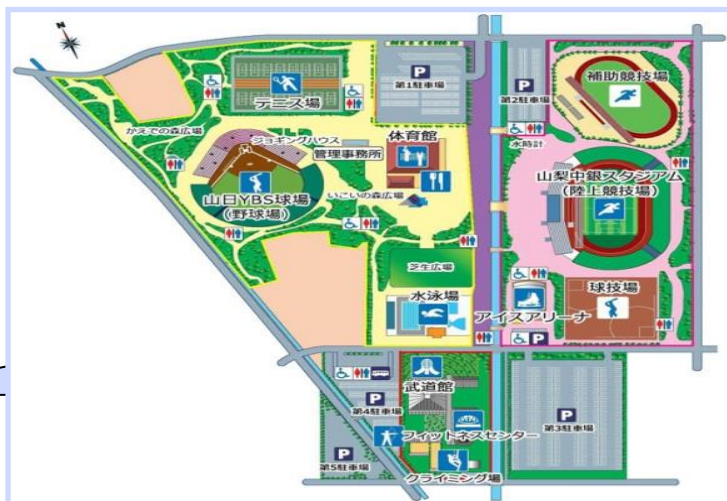 補助競技場
P
第1駐車場
P
第2駐車場
テニス場
かえでの森広場
ジョギングハウス
管理事務所
体育館
水時計
山梨中銀スタジアム
(陸上競技場)
山日YBS球場
(野球場)
いこいの森広場
芝生広場
球技場
水泳場
アイスアリーナ
P
武道館
P
第4駐車場
フィットネスセンター
P
第3駐車場
P
第5駐車場
クライミング場